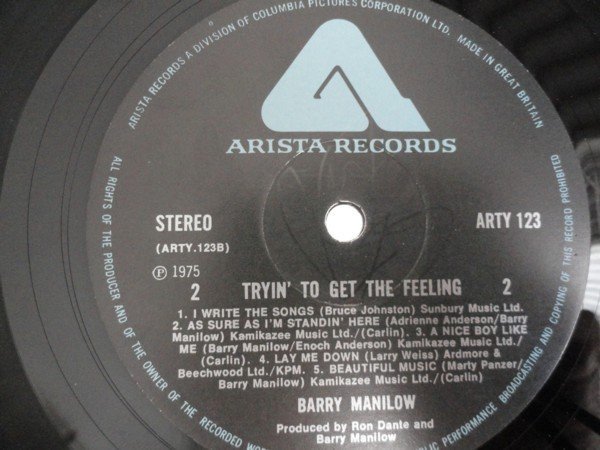 ARISTA RECORDS A DIVISION OF COLUMBIA PICTURES CORPORATION LTD. MADE IN GREAT BRITAIN
ARISTA RECORDS
STEREO
ARTY 123
(ARTY.123B)
Ⓟ 1975
2 TRYIN' TO GET THE FEELING 2
1. I WRITE THE SONGS (Bruce Johnston) Sunbury Music Ltd.
2. AS SURE AS I'M STANDIN' HERE (Adrienne Anderson/Barry
Manilow) Kamikazee Music Ltd./(Carlin). 3. A NICE BOY LIKE
ME (Barry Manilow/Enoch Anderson) Kamikazee Music Ltd./
(Carlin). 4. LAY ME DOWN (Larry Weiss) Ardmore &
Beechwood Ltd./KPM. 5. BEAUTIFUL MUSIC (Marty Panzer/
Barry Manilow) Kamikazee Music Ltd./(Carlin)
BARRY MANILOW
Produced by Ron Dante and
Barry Manilow
ALL RIGHTS OF THE PRODUCER AND OF THE OWNER OF THE RECORDED WORK
PUBLIC PERFORMANCE BROADCASTING AND COPYING OF THIS RECORD PROHIBITED